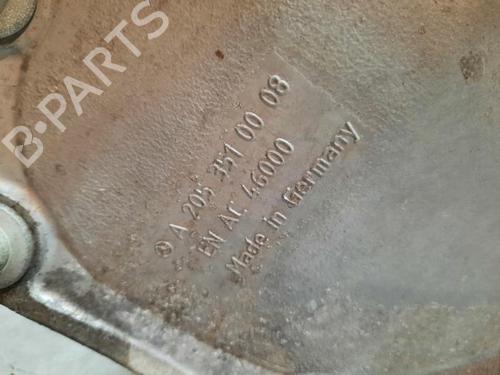 B-PARTS
A 205 351 00 08
EN AC 46000
Made in Germany